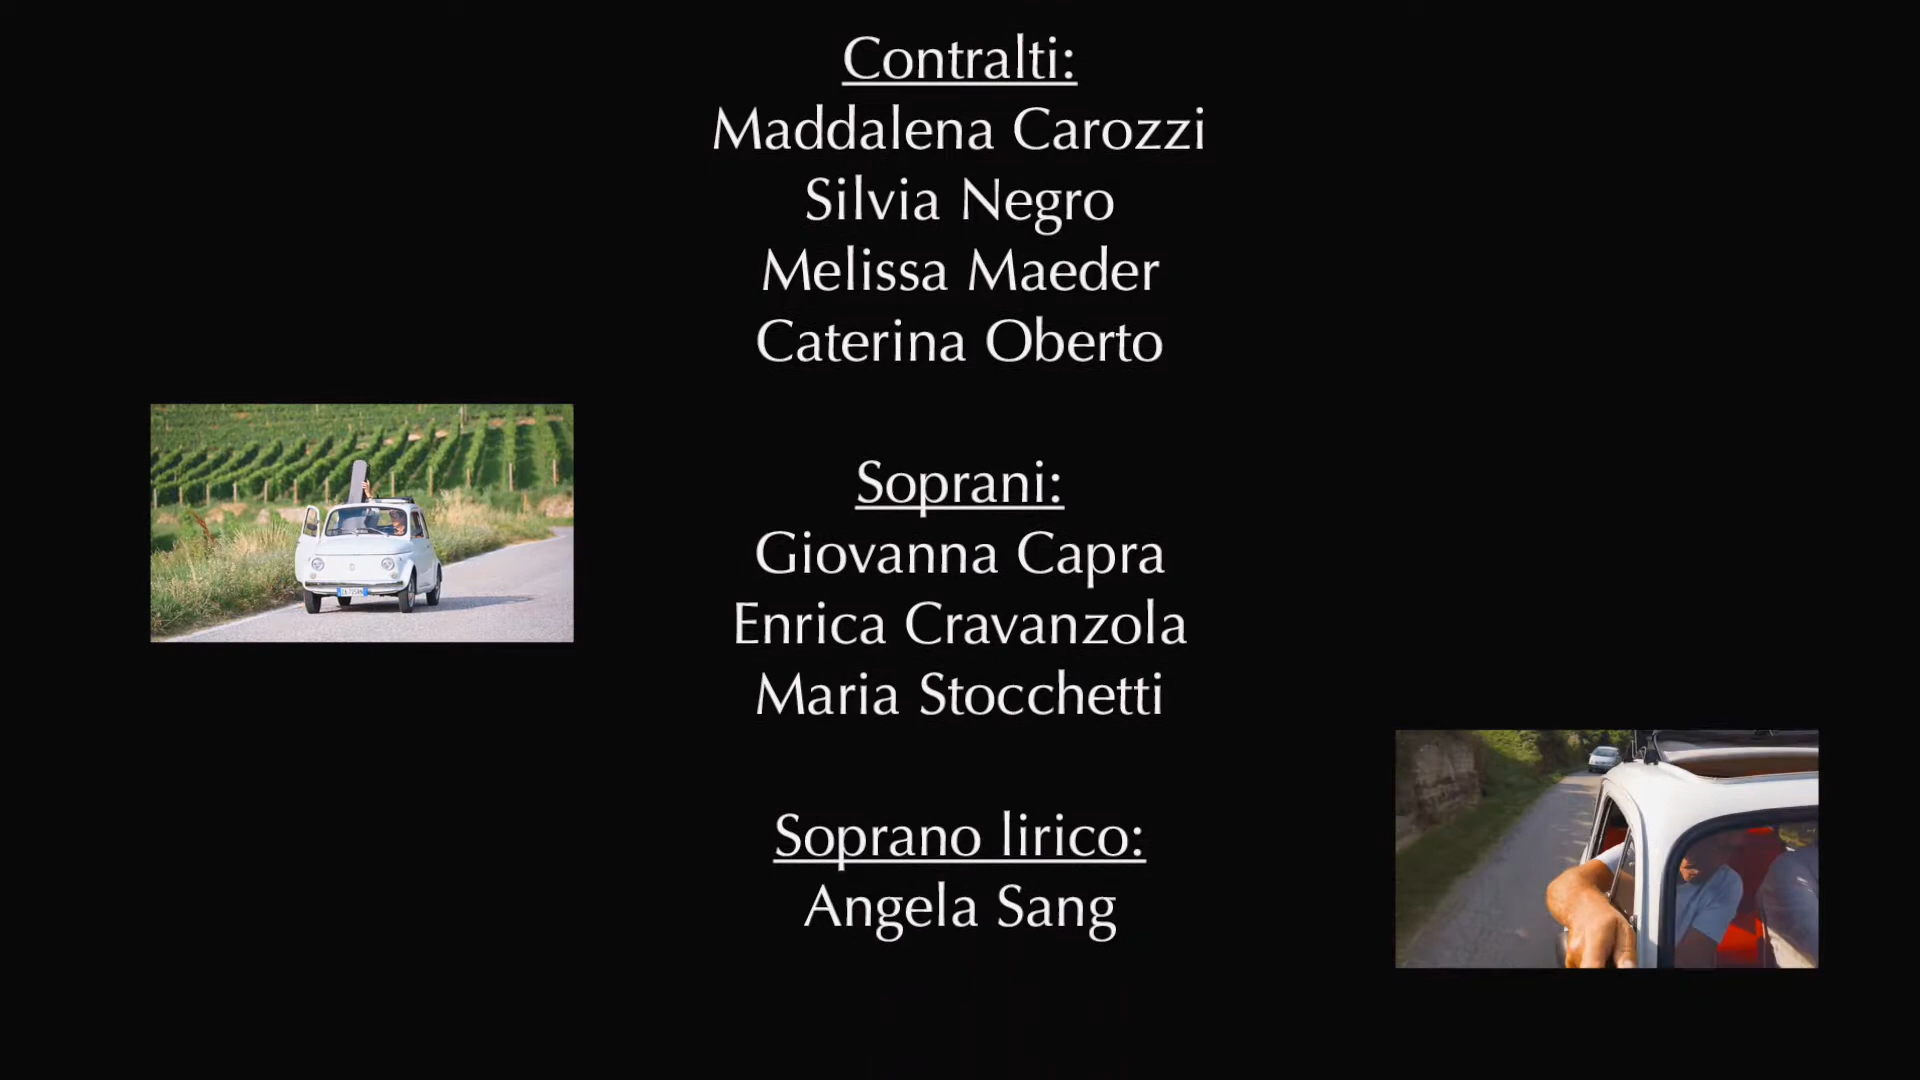 Contralti:
Maddalena Carozzi
Silvia Negro
Melissa Maeder
Caterina Oberto
Soprani:
Giovanna Capra
Enrica Cravanzola
Maria Stocchetti
Soprano lirico:
Angela Sang